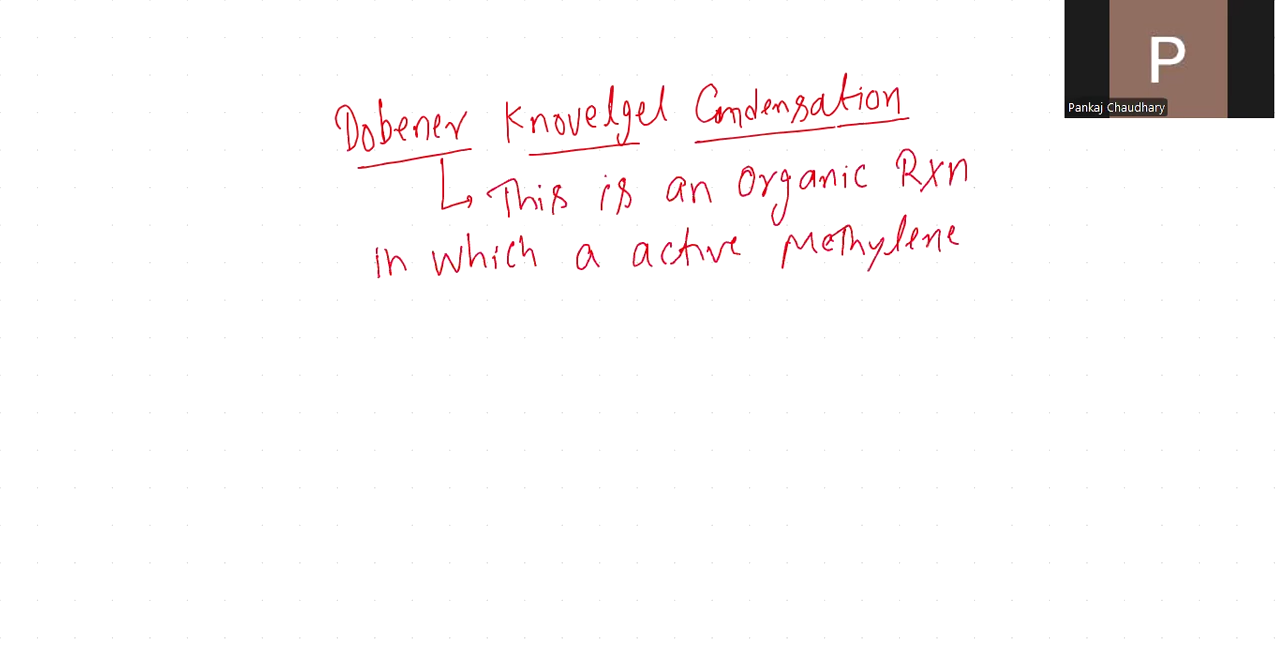 Dobener Knovelgel Condensation
↳ This is an Organic Rxn
in which a active Methylene
P
Pankaj Chaudhary